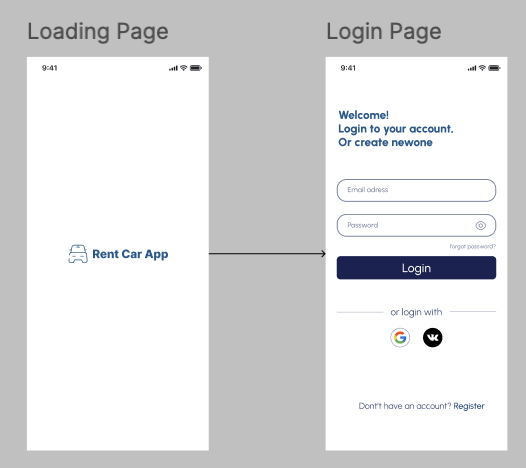 Loading Page
9:41
Rent Car App
Login Page
9:41
Welcome!
Login to your account.
Or create newone
Email adress
Password
forgot password?
Login
or login with
Dont't have an account? Register